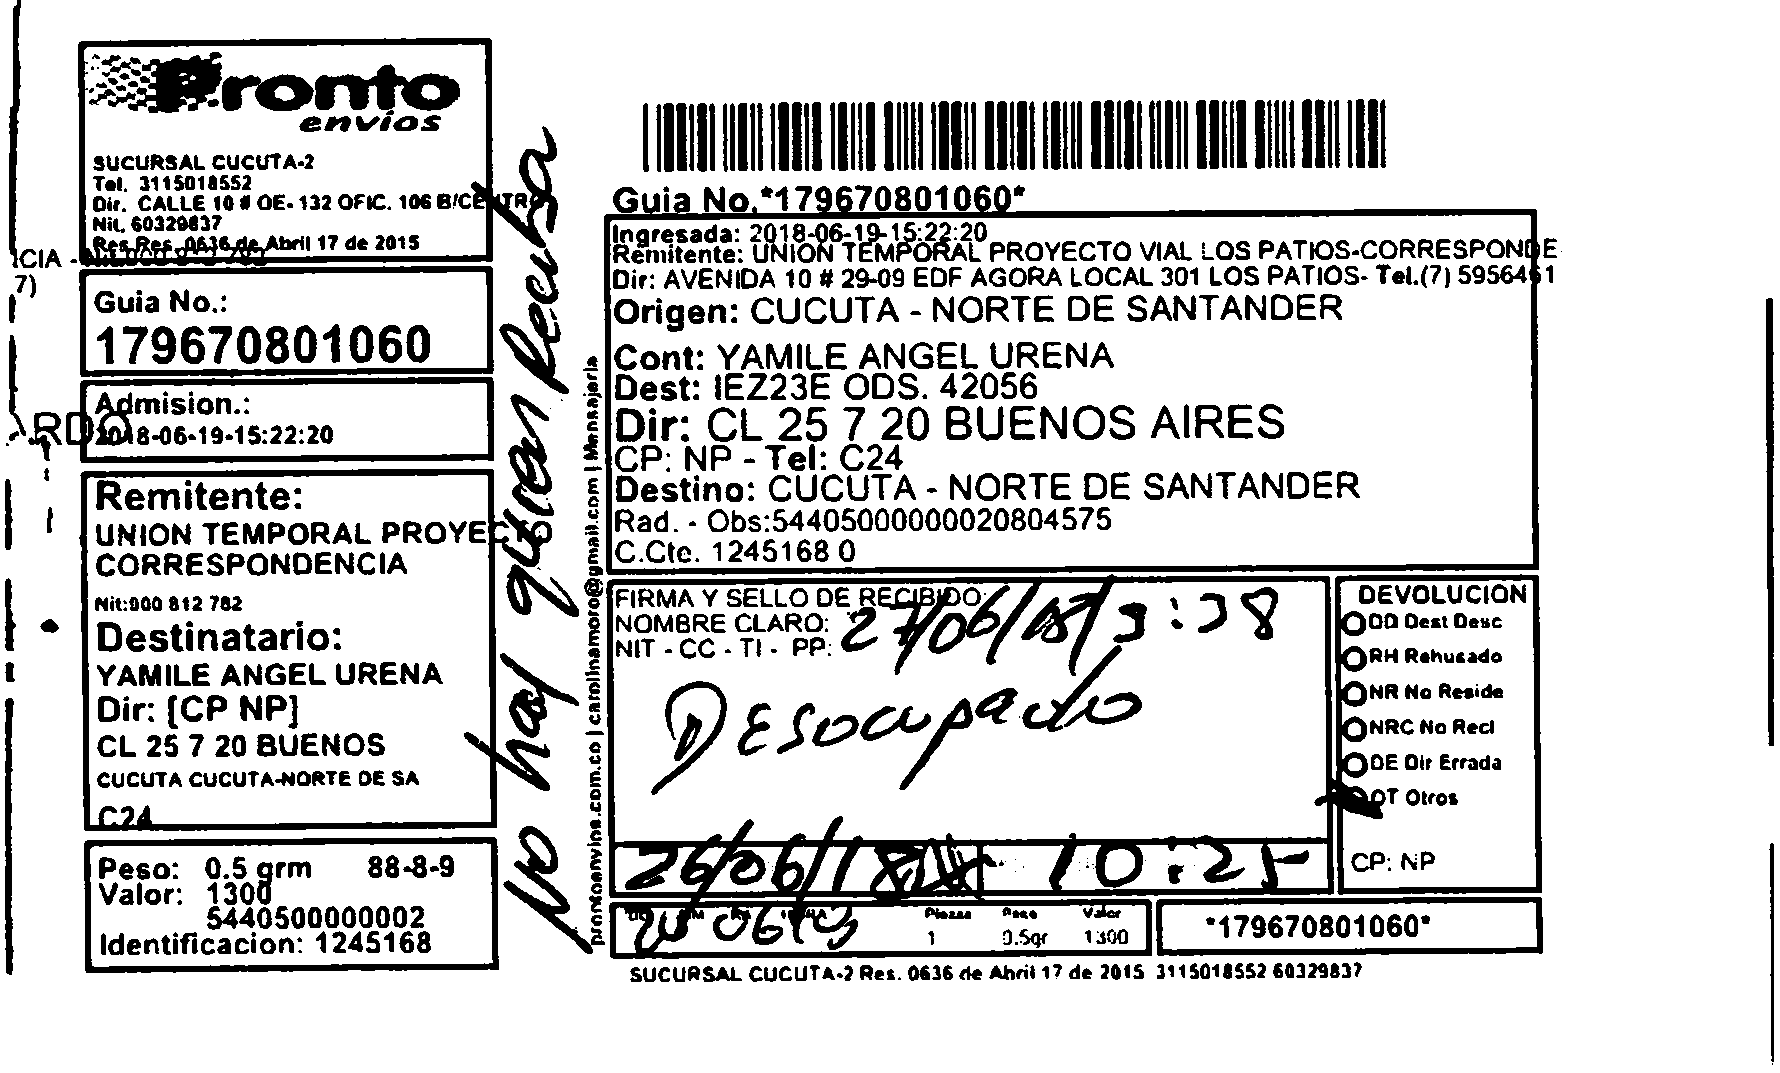 Pronto
envios
SUCURSAL CUCUTA-2
Tel. 3115018552
Dir. CALLE 10 # OE- 132 OFIC. 106 B/CENTRO
Nit. 60329837
Res.Res. 0636 de Abril 17 de 2015
CIA -
7)
Guia No.:
179670801060
Admision.:
RDO
2018-06-19-15:22:20
Remitente:
UNION TEMPORAL PROYECTO
CORRESPONDENCIA
Nit:900 812 782
Destinatario:
YAMILE ANGEL URENA
Dir: [CP NP]
CL 25 7 20 BUENOS
CUCUTA CUCUTA-NORTE DE SA
C24
Peso: 0.5 grm 88-8-9
Valor: 1300
5440500000002
Identificacion: 1245168
No hay quien Reciba
prontoenvios.com.co | carolinamoro@gmail.com | Mensajeria
Guia No.*179670801060*
Ingresada: 2018-06-19-15:22:20
Remitente: UNION TEMPORAL PROYECTO VIAL LOS PATIOS-CORRESPONDE
Dir: AVENIDA 10 # 29-09 EDF AGORA LOCAL 301 LOS PATIOS- Tel.(7) 5956461
Origen: CUCUTA - NORTE DE SANTANDER
Cont: YAMILE ANGEL URENA
Dest: IEZ23E ODS. 42056
Dir: CL 25 7 20 BUENOS AIRES
CP: NP - Tel: C24
Destino: CUCUTA - NORTE DE SANTANDER
Rad. - Obs:54405000000020804575
C.Cte. 1245168 0
FIRMA Y SELLO DE RECIBIDO:
NOMBRE CLARO:
NIT - CC - TI - PP:
27/06/18/ 3:38
Desocupado
26/06/18 10:25
DEVOLUCION
DD Dest Desc
RH Rehusado
NR No Reside
NRC No Recl
DE Dir Errada
OT Otros
CP: NP
Piezas Peso Valor
1 0.5gr 1300
*179670801060*
SUCURSAL CUCUTA-2 Res. 0636 de Abril 17 de 2015 3115018552 60329837